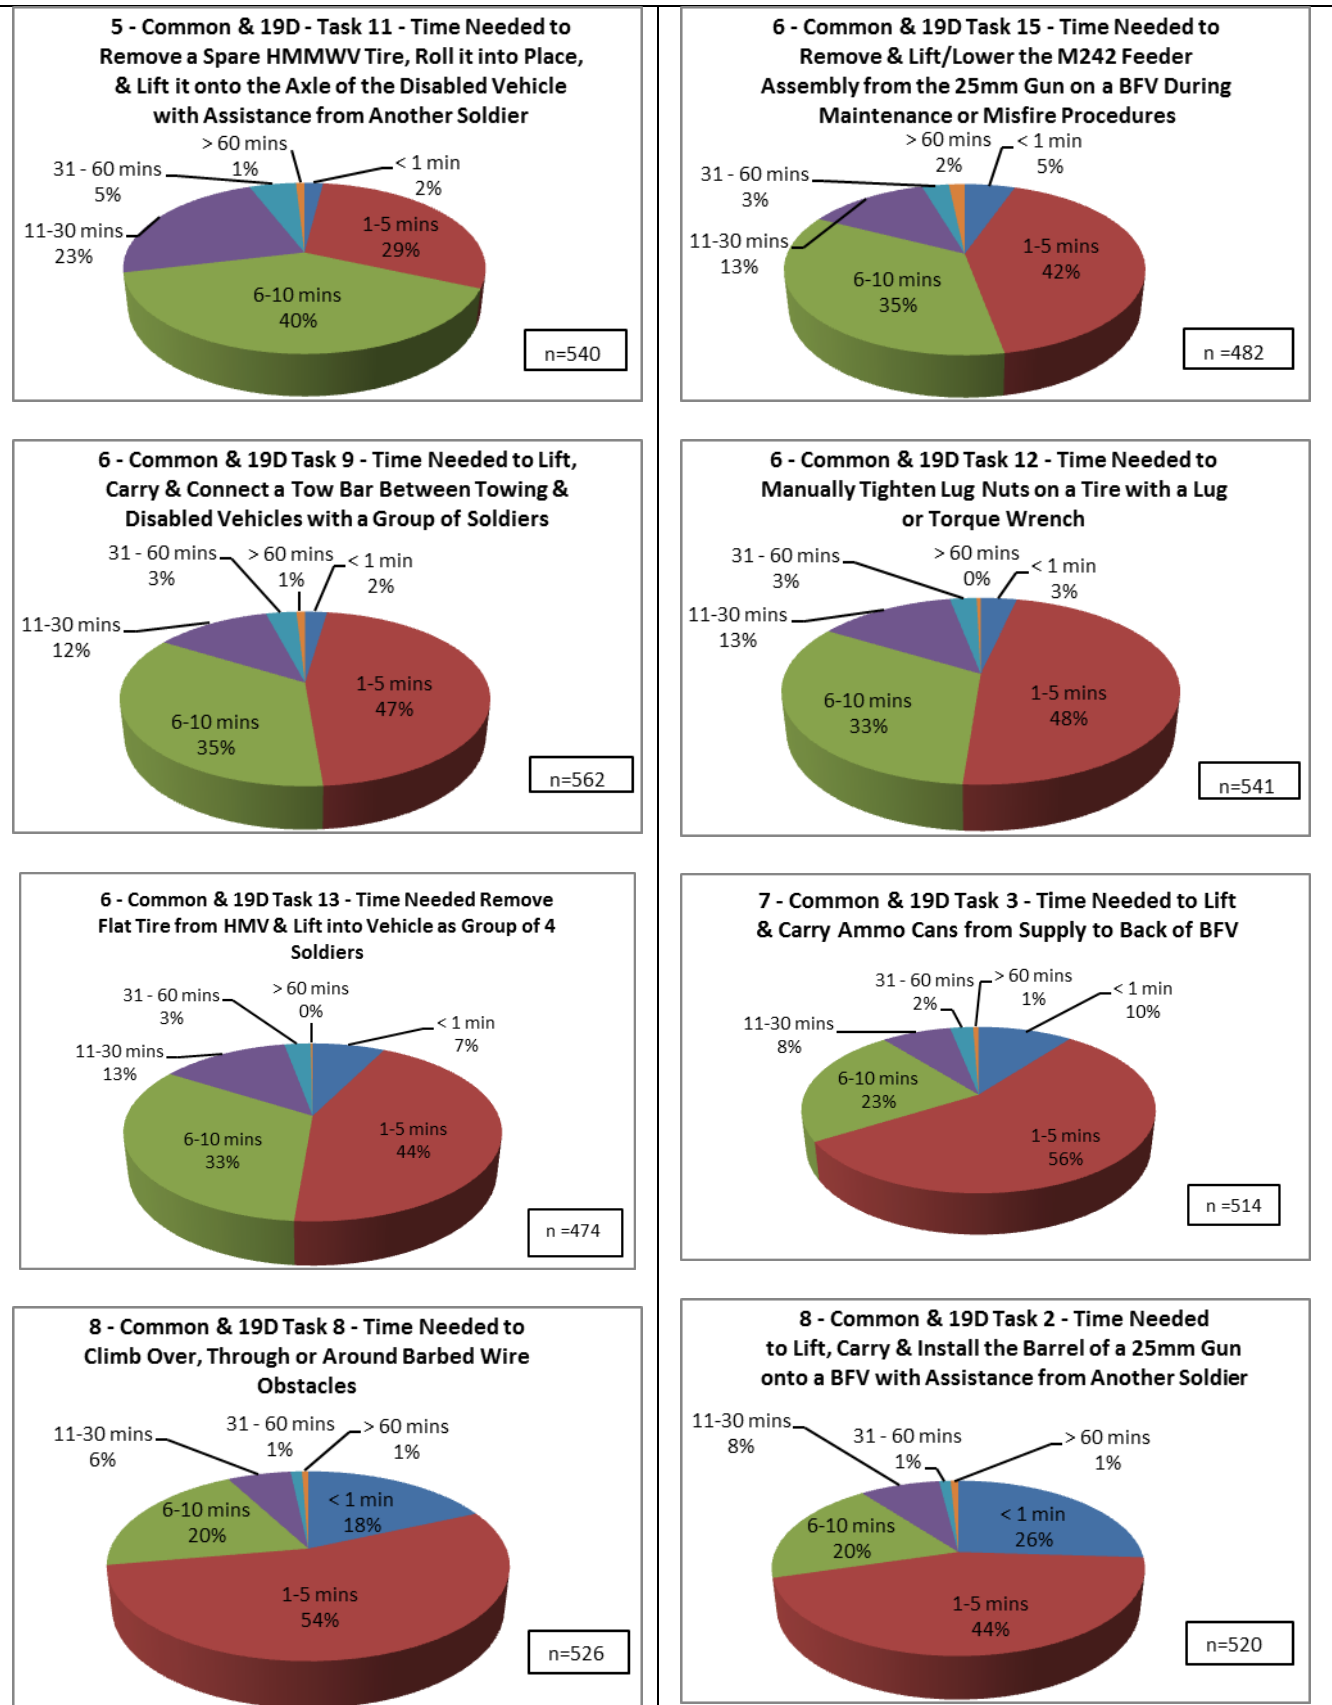 5 - Common & 19D - Task 11 - Time Needed to
Remove a Spare HMMWV Tire, Roll it into Place,
& Lift it onto the Axle of the Disabled Vehicle
with Assistance from Another Soldier
> 60 mins
1%
< 1 min
2%
31 - 60 mins
5%
1-5 mins
29%
11-30 mins
23%
6-10 mins
40%
n=540
6 - Common & 19D Task 15 - Time Needed to
Remove & Lift/Lower the M242 Feeder
Assembly from the 25mm Gun on a BFV During
Maintenance or Misfire Procedures
> 60 mins
2%
< 1 min
5%
31 - 60 mins
3%
11-30 mins
13%
1-5 mins
42%
6-10 mins
35%
n =482
6 - Common & 19D Task 9 - Time Needed to Lift,
Carry & Connect a Tow Bar Between Towing &
Disabled Vehicles with a Group of Soldiers
31 - 60 mins
3%
> 60 mins
1%
< 1 min
2%
11-30 mins
12%
1-5 mins
47%
6-10 mins
35%
n=562
6 - Common & 19D Task 12 - Time Needed to
Manually Tighten Lug Nuts on a Tire with a Lug
or Torque Wrench
31 - 60 mins
3%
> 60 mins
0%
< 1 min
3%
11-30 mins
13%
1-5 mins
48%
6-10 mins
33%
n=541
6 - Common & 19D Task 13 - Time Needed Remove
Flat Tire from HMV & Lift into Vehicle as Group of 4
Soldiers
31 - 60 mins
3%
> 60 mins
0%
< 1 min
7%
11-30 mins
13%
1-5 mins
44%
6-10 mins
33%
n =474
7 - Common & 19D Task 3 - Time Needed to Lift
& Carry Ammo Cans from Supply to Back of BFV
31 - 60 mins
2%
> 60 mins
1%
< 1 min
10%
11-30 mins
8%
6-10 mins
23%
1-5 mins
56%
n =514
8 - Common & 19D Task 8 - Time Needed to
Climb Over, Through or Around Barbed Wire
Obstacles
11-30 mins
6%
31 - 60 mins
1%
> 60 mins
1%
< 1 min
18%
6-10 mins
20%
1-5 mins
54%
n=526
8 - Common & 19D Task 2 - Time Needed
to Lift, Carry & Install the Barrel of a 25mm Gun
onto a BFV with Assistance from Another Soldier
11-30 mins
8%
31 - 60 mins
1%
> 60 mins
1%
< 1 min
26%
6-10 mins
20%
1-5 mins
44%
n=520